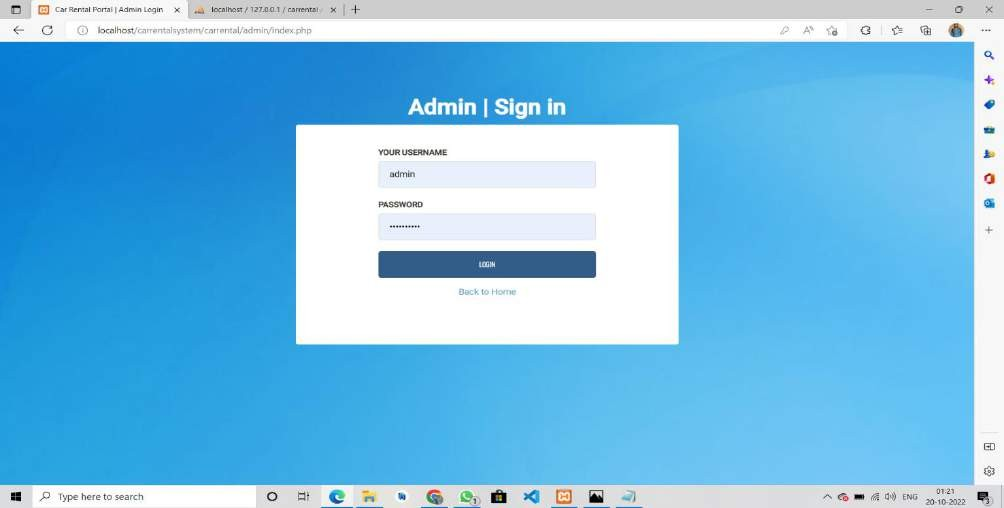 Car Rental Portal | Admin Login
localhost / 127.0.0.1 / carrental
localhost/carrentalsystem/carrental/admin/index.php
Admin | Sign in
YOUR USERNAME
admin
PASSWORD
••••••••••
LOGIN
Back to Home
Type here to search
1
ENG
01:21
20-10-2022
3